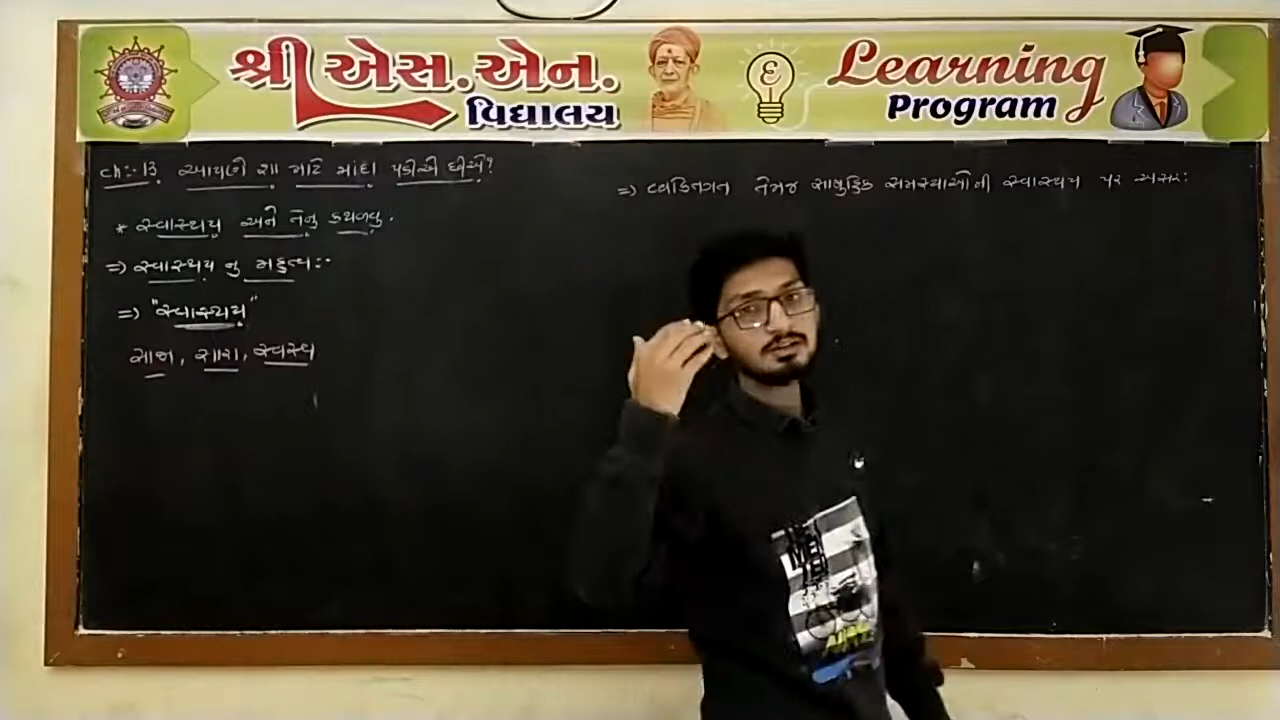 શ્રી એસ.એન.
વિદ્યાલય
Learning
Program
Ch:-13 આપણે શા માટે માંદા પડીએ છીએ?
* સ્વાસ્થ્ય અને તેનુ કથળવુ.
=) સ્વાસ્થ્ય નુ મહત્વ:-
=) "સ્વાસ્થ્ય"
સાજા, સારા, સ્વસ્થ
=) વ્યક્તિગત તેમજ સામુહિક સમસ્યાઓની સ્વાસ્થ્ય પર અસર: